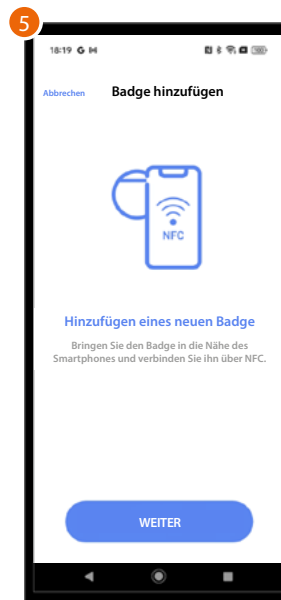 5
18:19 G
100
Abbrechen
Badge hinzufügen
NFC
Hinzufügen eines neuen Badge
Bringen Sie den Badge in die Nähe des
Smartphones und verbinden Sie ihn über NFC.
WEITER